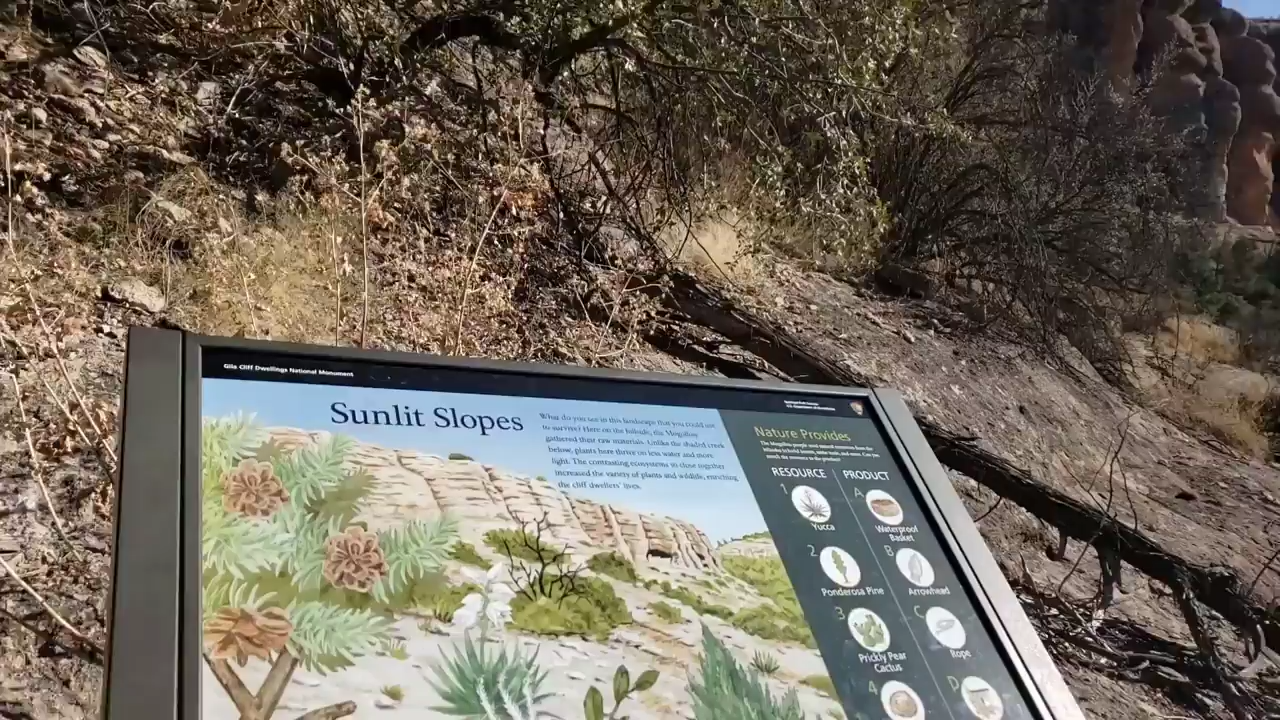 Gila Cliff Dwellings National Monument
Sunlit Slopes
What do you see in this landscape that you could use
to survive? Here on the hillside, the Mogollon
gathered their raw materials. Unlike the shaded creek
below, plants here thrive on less water and more
light. The contrasting ecosystems so close together
increased the variety of plants and wildlife, enriching
the cliff dwellers' lives.
Nature Provides
RESOURCE PRODUCT
1 A
Yucca Waterproof
Basket
2 B
Ponderosa Pine Arrowhead
3 C
Prickly Pear
Cactus Rope
4 D